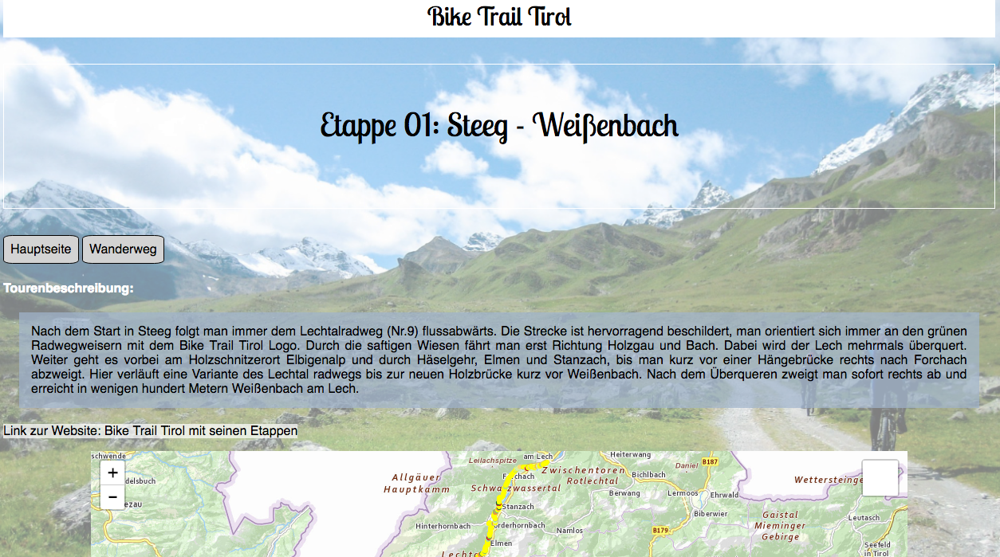 Bike Trail Tirol
Etappe 01: Steeg - Weißenbach
Hauptseite Wanderweg
Tourenbeschreibung:
Nach dem Start in Steeg folgt man immer dem Lechtalradweg (Nr.9) flussabwärts. Die Strecke ist hervorragend beschildert, man orientiert sich immer an den grünen
Radwegweisern mit dem Bike Trail Tirol Logo. Durch die saftigen Wiesen fährt man erst Richtung Holzgau und Bach. Dabei wird der Lech mehrmals überquert.
Weiter geht es vorbei am Holzschnitzerort Elbigenalp und durch Häselgehr, Elmen und Stanzach, bis man kurz vor einer Hängebrücke rechts nach Forchach
abzweigt. Hier verläuft eine Variante des Lechtal radwegs bis zur neuen Holzbrücke kurz vor Weißenbach. Nach dem Überqueren zweigt man sofort rechts ab und
erreicht in wenigen hundert Metern Weißenbach am Lech.
Link zur Website: Bike Trail Tirol mit seinen Etappen
schwende
am Lech
Heiterwang
Leilachspitze
B187
Daniel
+
Zwischentoren
Rotlechtal
Bichlbach
Allgäuer
Hauptkamm
delsbuch
Wettersteinge
Berwang
Lermoos
Ehrwald
−
ezau
Stanzach
Biberwier
Gaistal
Mieminger
Gebirge
Leutasch
Hinterhornbach
orderhornbach
Namlos
B179
Elmen
Seefeld
in Tirol
Lechtc